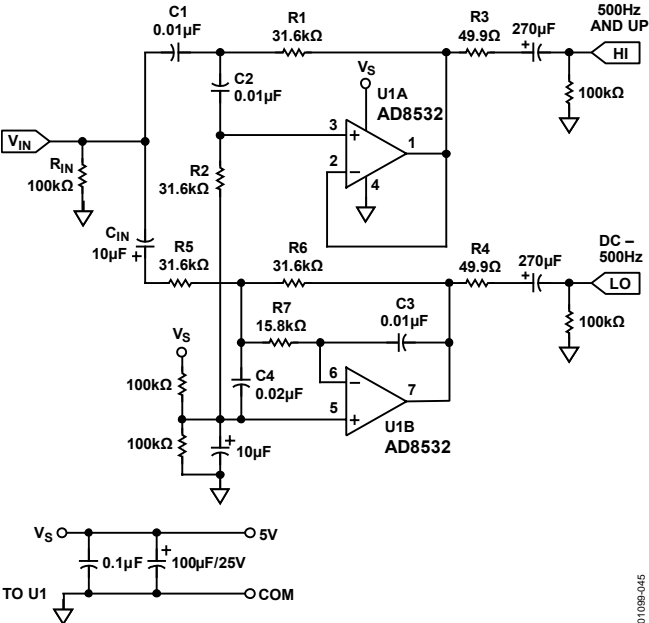 C1
0.01µF
R1
31.6kΩ
R3
49.9Ω
270µF
+
500Hz
AND UP
HI
100kΩ
C2
0.01µF
VS
U1A
AD8532
3
+
1
2
−
4
VIN
RIN
100kΩ
R2
31.6kΩ
CIN
10µF
+
R5
31.6kΩ
R6
31.6kΩ
R4
49.9Ω
270µF
+
DC –
500Hz
LO
100kΩ
R7
15.8kΩ
C3
0.01µF
VS
100kΩ
C4
0.02µF
6
−
7
5
+
U1B
AD8532
100kΩ
+
10µF
VS
5V
0.1µF
+
100µF/25V
TO U1
COM
01099-045